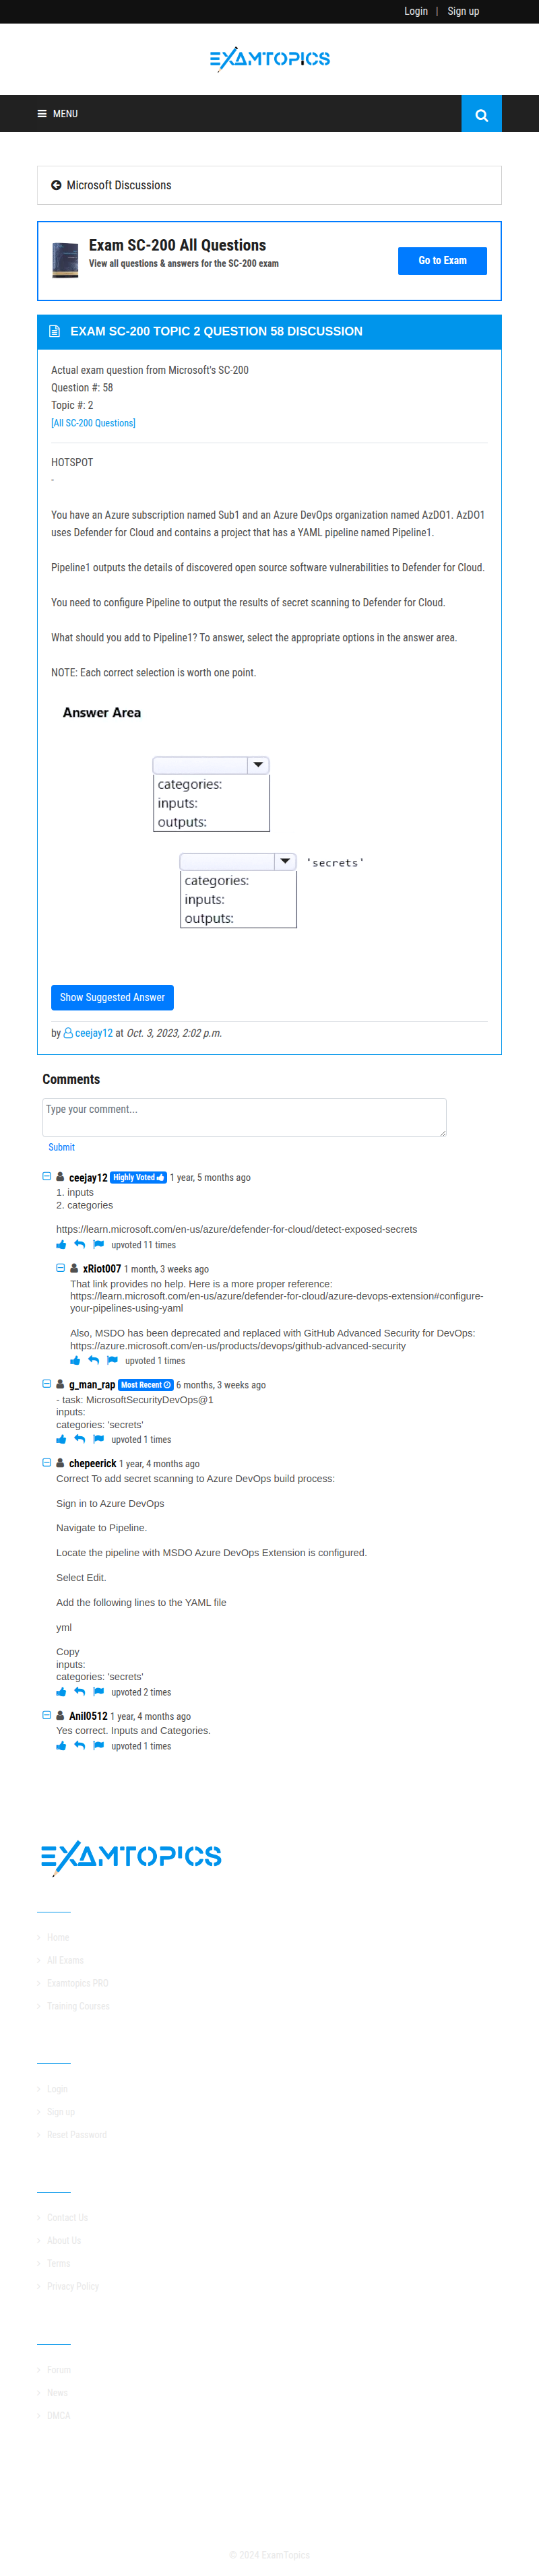 Login | Sign up
EXAMTOPICS
MENU
Microsoft Discussions
Exam SC-200 All Questions
View all questions & answers for the SC-200 exam
Go to Exam
EXAM SC-200 TOPIC 2 QUESTION 58 DISCUSSION
Actual exam question from Microsoft's SC-200
Question #: 58
Topic #: 2
[All SC-200 Questions]
HOTSPOT
-
You have an Azure subscription named Sub1 and an Azure DevOps organization named AzDO1. AzDO1
uses Defender for Cloud and contains a project that has a YAML pipeline named Pipeline1.
Pipeline1 outputs the details of discovered open source software vulnerabilities to Defender for Cloud.
You need to configure Pipeline to output the results of secret scanning to Defender for Cloud.
What should you add to Pipeline1? To answer, select the appropriate options in the answer area.
NOTE: Each correct selection is worth one point.
Answer Area
categories:
inputs:
outputs:
'secrets'
categories:
inputs:
outputs:
Show Suggested Answer
by ceejay12 at Oct. 3, 2023, 2:02 p.m.
Comments
Type your comment...
Submit
ceejay12 Highly Voted 1 year, 5 months ago
1. inputs
2. categories
https://learn.microsoft.com/en-us/azure/defender-for-cloud/detect-exposed-secrets
upvoted 11 times
xRiot007 1 month, 3 weeks ago
That link provides no help. Here is a more proper reference:
https://learn.microsoft.com/en-us/azure/defender-for-cloud/azure-devops-extension#configure-
your-pipelines-using-yaml
Also, MSDO has been deprecated and replaced with GitHub Advanced Security for DevOps:
https://azure.microsoft.com/en-us/products/devops/github-advanced-security
upvoted 1 times
g_man_rap Most Recent 6 months, 3 weeks ago
- task: MicrosoftSecurityDevOps@1
inputs:
categories: 'secrets'
upvoted 1 times
chepeerick 1 year, 4 months ago
Correct To add secret scanning to Azure DevOps build process:
Sign in to Azure DevOps
Navigate to Pipeline.
Locate the pipeline with MSDO Azure DevOps Extension is configured.
Select Edit.
Add the following lines to the YAML file
yml
Copy
inputs:
categories: 'secrets'
upvoted 2 times
Anil0512 1 year, 4 months ago
Yes correct. Inputs and Categories.
upvoted 1 times
EXAMTOPICS
Home
All Exams
Examtopics PRO
Training Courses
Login
Sign up
Reset Password
Contact Us
About Us
Terms
Privacy Policy
Forum
News
DMCA
© 2024 ExamTopics